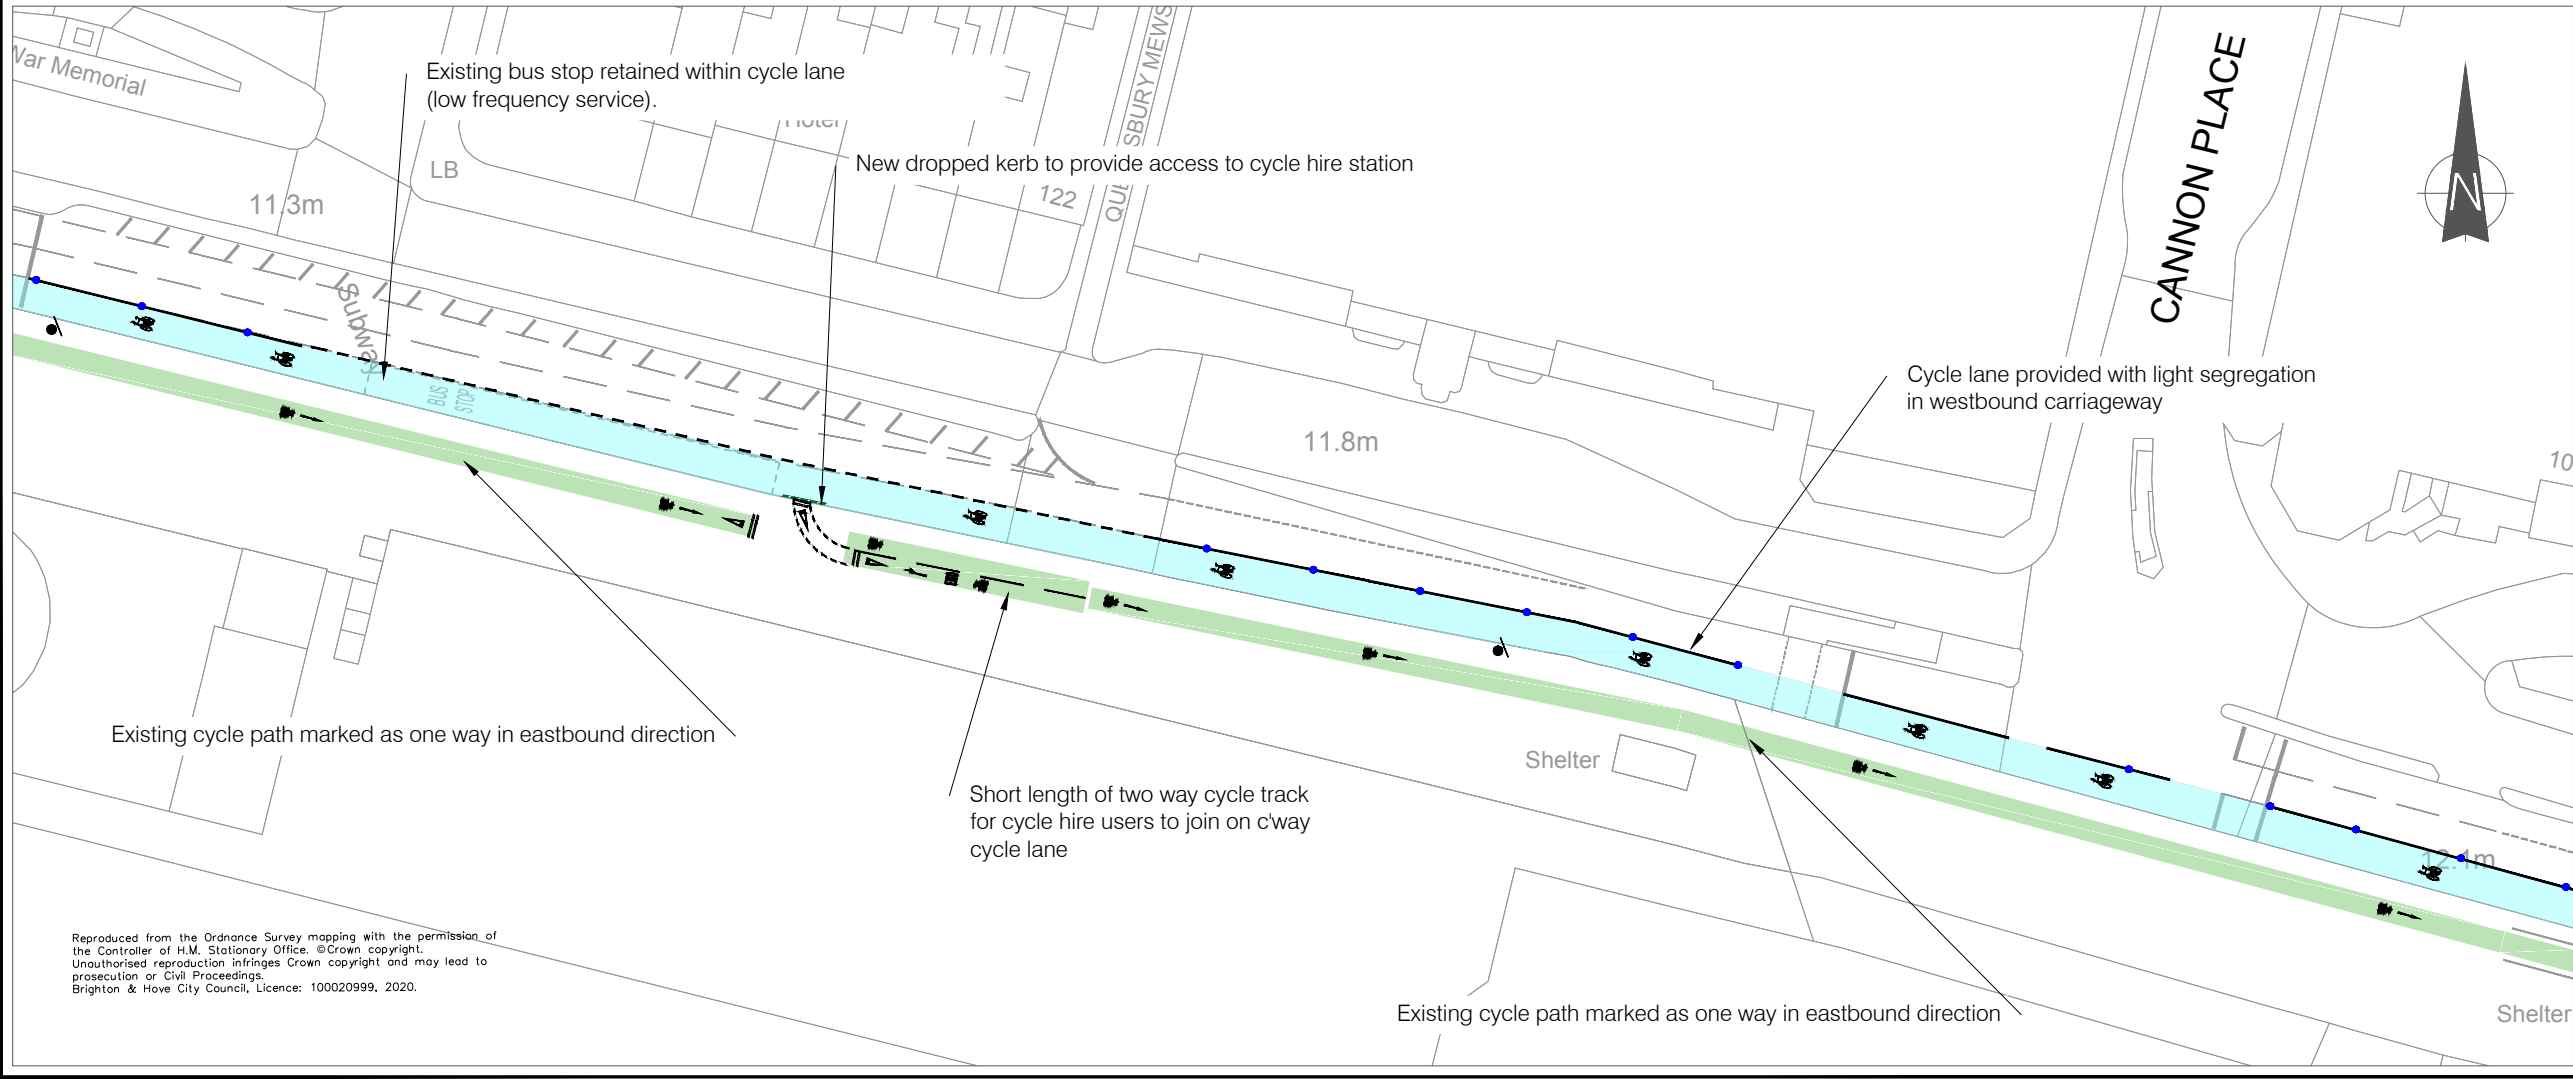 War Memorial
Existing bus stop retained within cycle lane
(low frequency service).
Hotel
LB
11.3m
New dropped kerb to provide access to cycle hire station
122
SBURY MEWS
CANNON PLACE
N
Subway
BUS
STOP
11.8m
Cycle lane provided with light segregation
in westbound carriageway
10
Existing cycle path marked as one way in eastbound direction
Short length of two way cycle track
for cycle hire users to join on c'way
cycle lane
Shelter
12.1m
Reproduced from the Ordnance Survey mapping with the permission of
the Controller of H.M. Stationary Office. ©Crown copyright.
Unauthorised reproduction infringes Crown copyright and may lead to
prosecution or Civil Proceedings.
Brighton & Hove City Council, Licence: 100020999, 2020.
Existing cycle path marked as one way in eastbound direction
Shelter